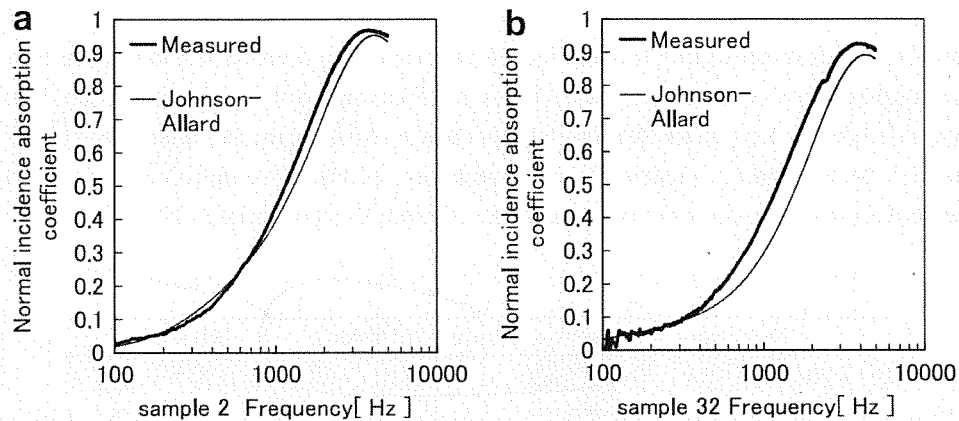 a
Normal incidence absorption
coefficient
1
0.9
0.8
0.7
0.6
0.5
0.4
0.3
0.2
0.1
0
Measured
Johnson-
Allard
100
1000
10000
sample 2 Frequency[ Hz ]
b
Normal incidence absorption
coefficient
1
0.9
0.8
0.7
0.6
0.5
0.4
0.3
0.2
0.1
0
Measured
Johnson-
Allard
100
1000
10000
sample 32 Frequency[ Hz ]